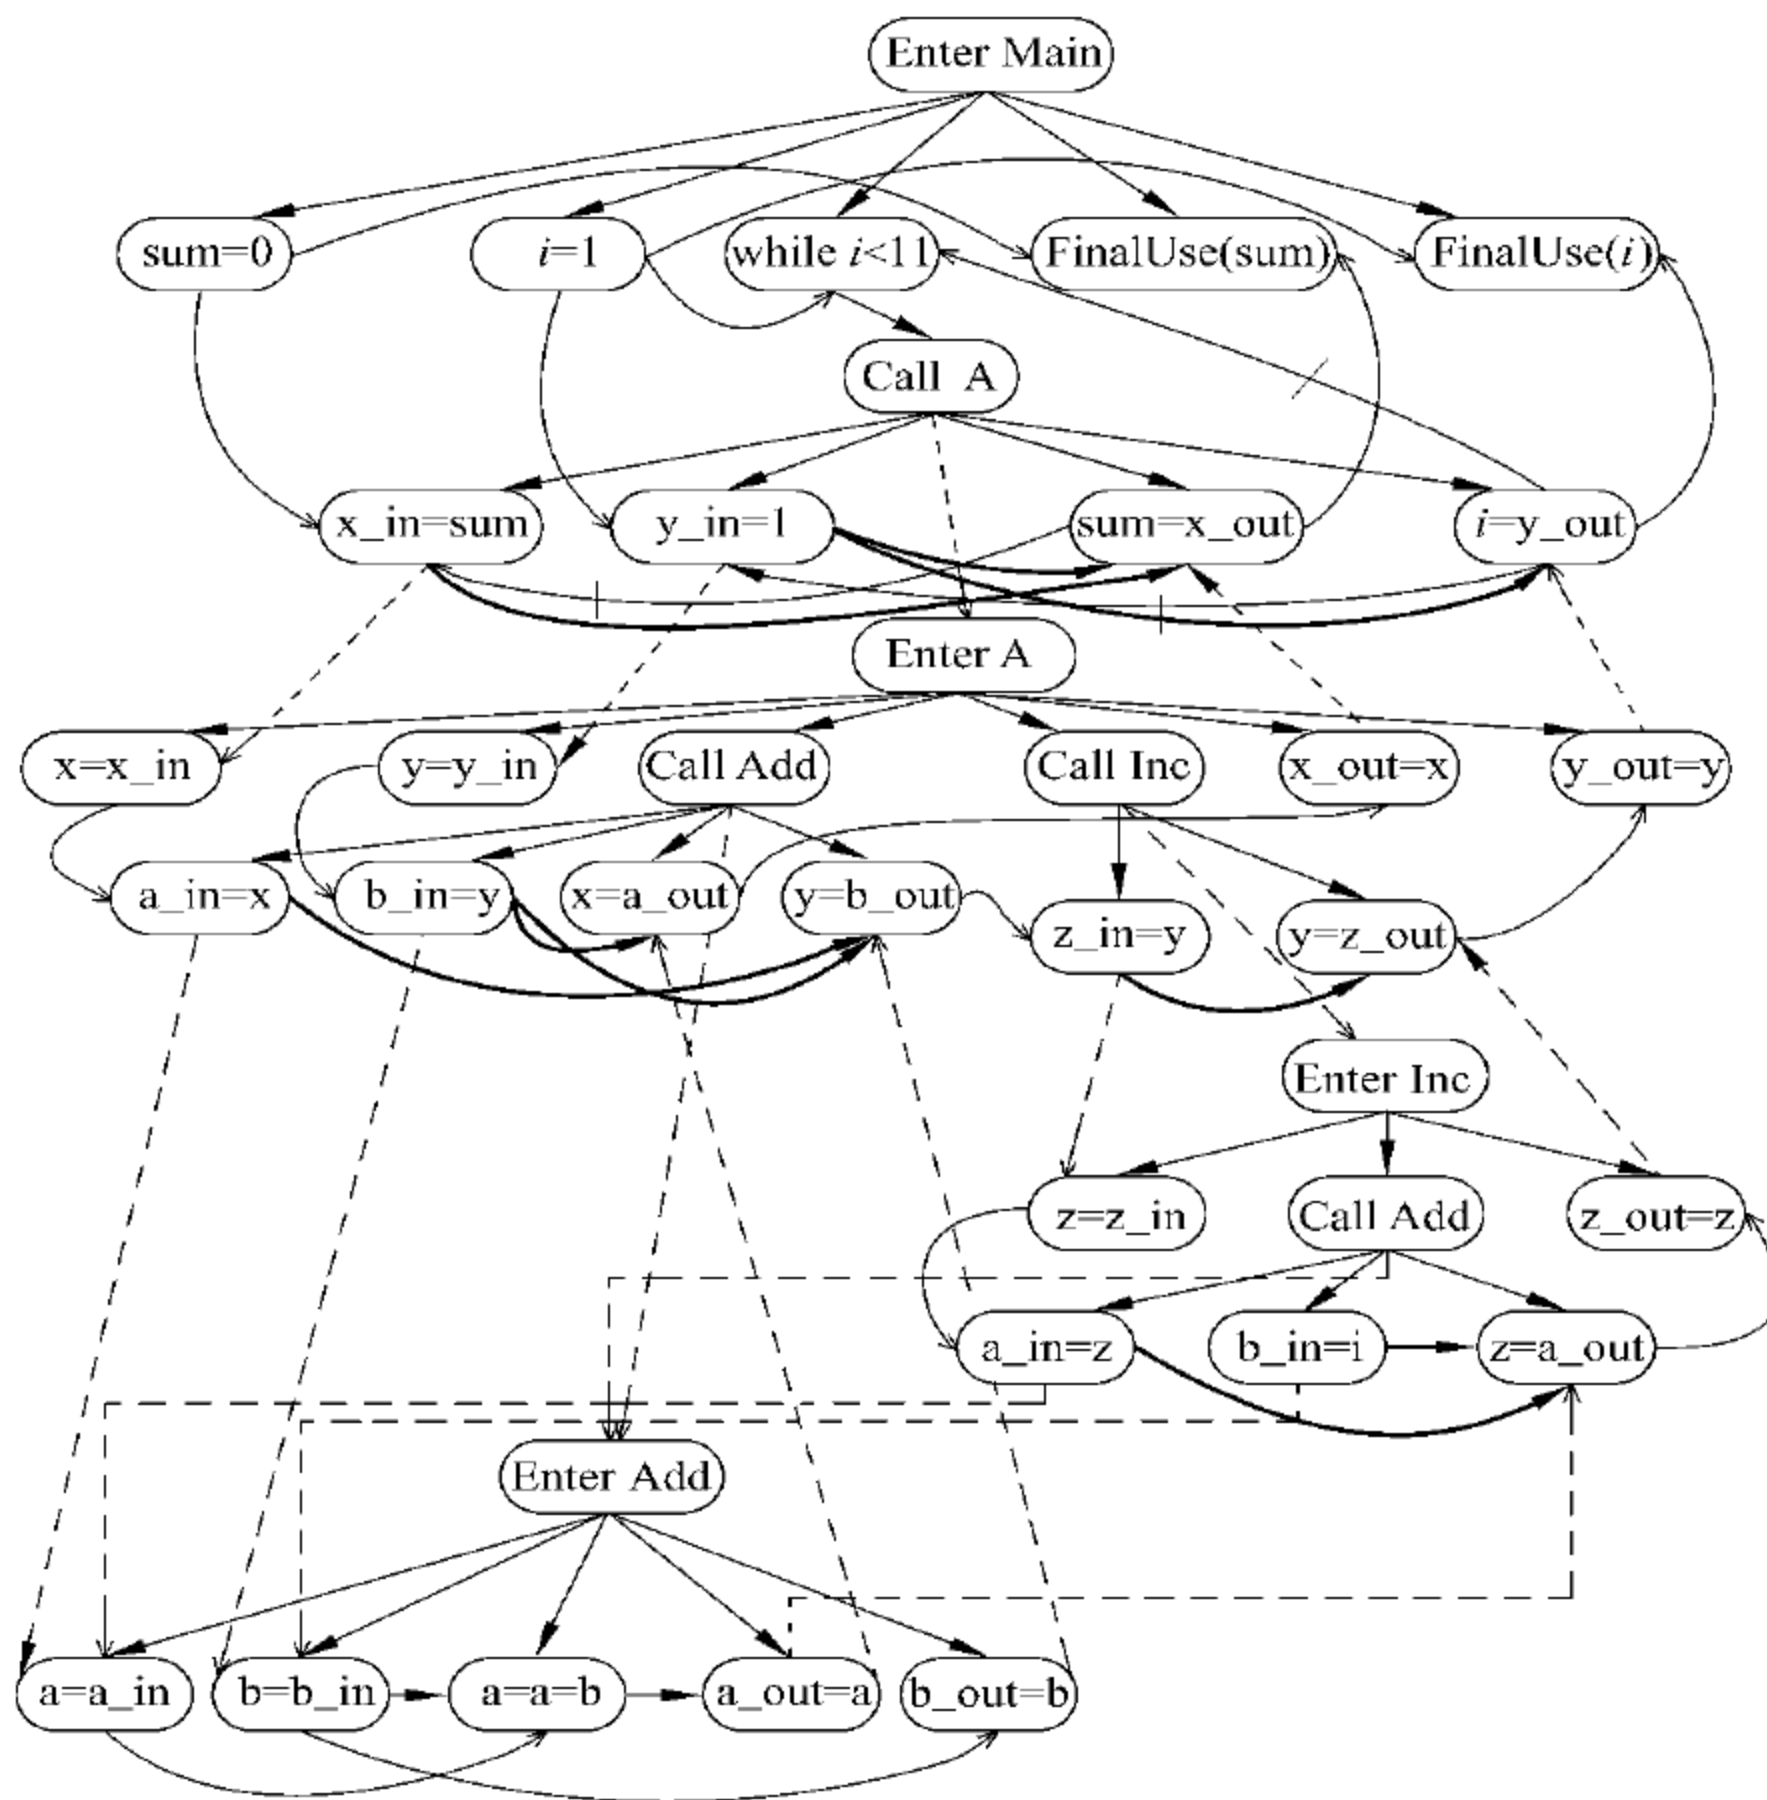 Enter Main
sum=0
i=1
while i<11
FinalUse(sum)
FinalUse(i)
Call A
x_in=sum
y_in=1
sum=x_out
i=y_out
Enter A
x=x_in
y=y_in
Call Add
Call Inc
x_out=x
y_out=y
a_in=x
b_in=y
x=a_out
y=b_out
z_in=y
y=z_out
Enter Inc
z=z_in
Call Add
z_out=z
a_in=z
b_in=i
z=a_out
Enter Add
a=a_in
b=b_in
a=a=b
a_out=a
b_out=b